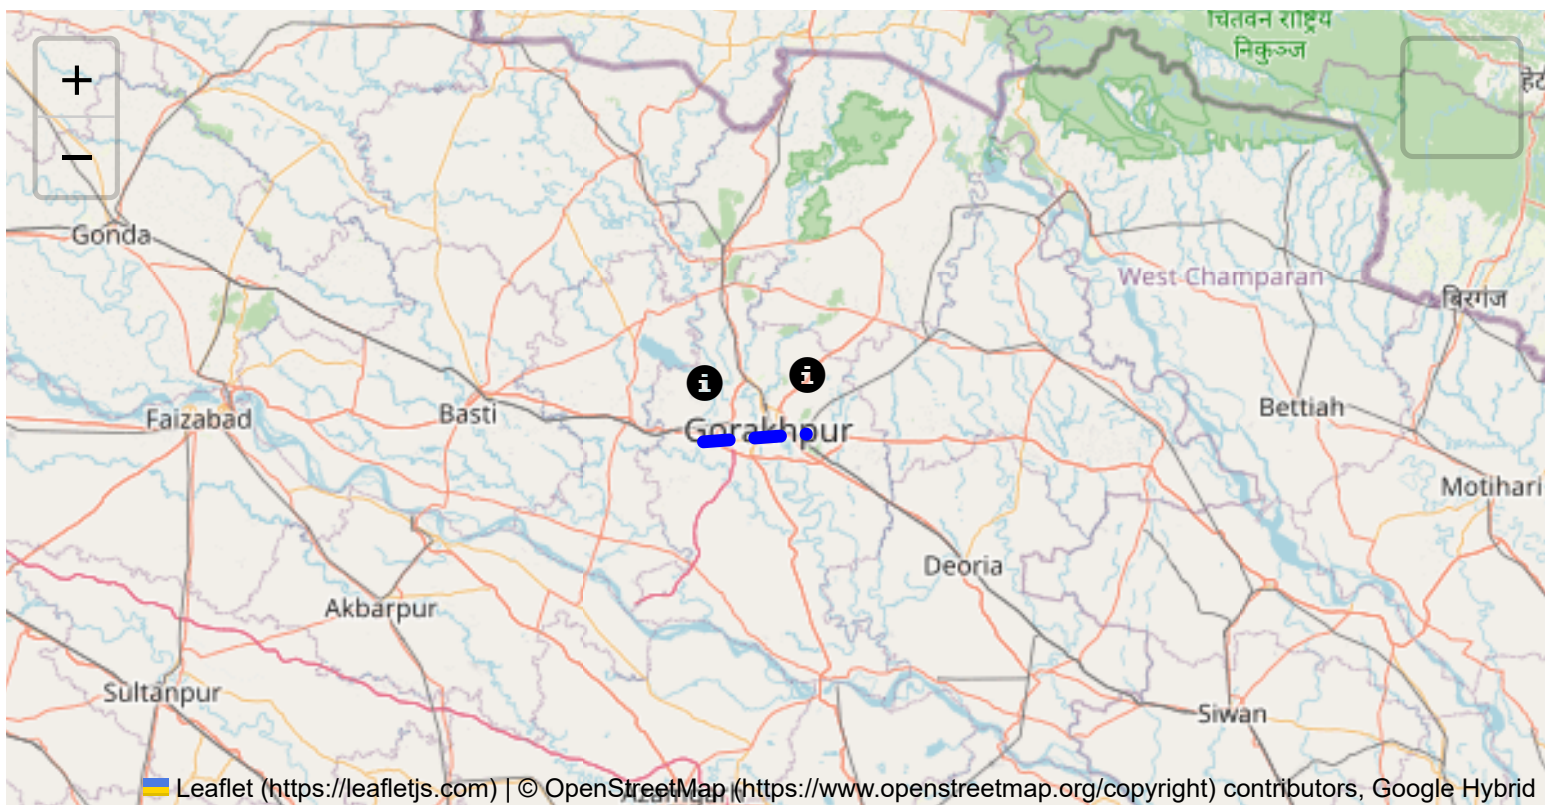 चितवन राष्ट्रिय
निकुञ्ज
+
−
Gonda
West Champaran
बिरगंज
i
i
Faizabad
Basti
Gorakhpur
Bettiah
Motihari
Deoria
Akbarpur
Sultanpur
Siwan
Leaflet (https://leafletjs.com) | © OpenStreetMap (https://www.openstreetmap.org/copyright) contributors, Google Hybrid